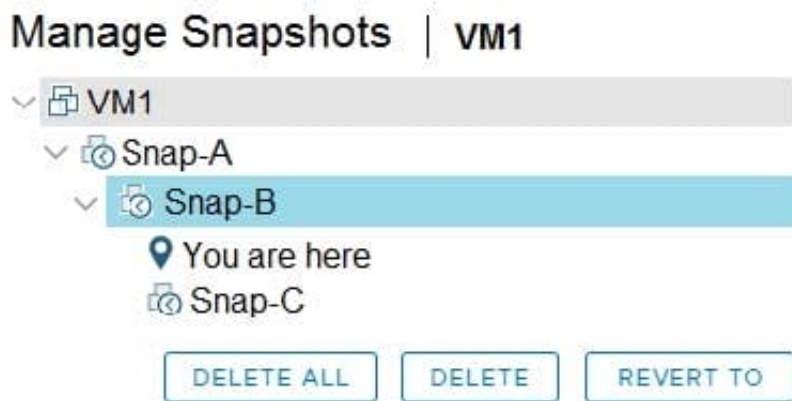 Manage Snapshots | VM1
VM1
Snap-A
Snap-B
You are here
Snap-C
DELETE ALL DELETE REVERT TO